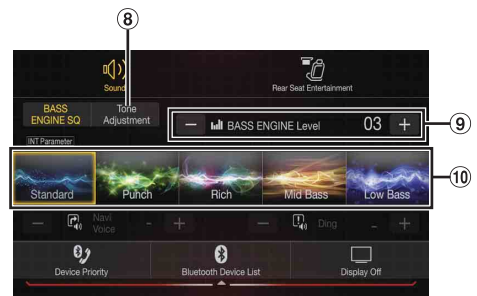 8
Sound
Rear Seat Entertainment
BASS
ENGINE SQ
Tone
Adjustment
− BASS ENGINE Level 03 +
9
INT Parameter
Standard
Punch
Rich
Mid Bass
Low Bass
10
− Navi
Voice - +
− Ding - +
Device Priority
Bluetooth Device List
Display Off